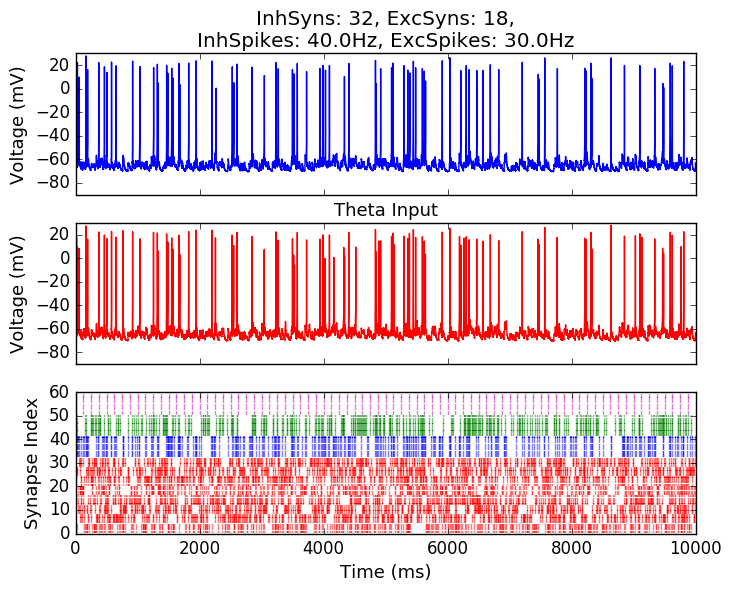 InhSyns: 32, ExcSyns: 18,
InhSpikes: 40.0Hz, ExcSpikes: 30.0Hz
20
0
−20
−40
−60
−80
Voltage (mV)
Theta Input
20
0
−20
−40
−60
−80
Voltage (mV)
60
50
40
30
20
10
0
Synapse Index
0 2000 4000 6000 8000 10000
Time (ms)